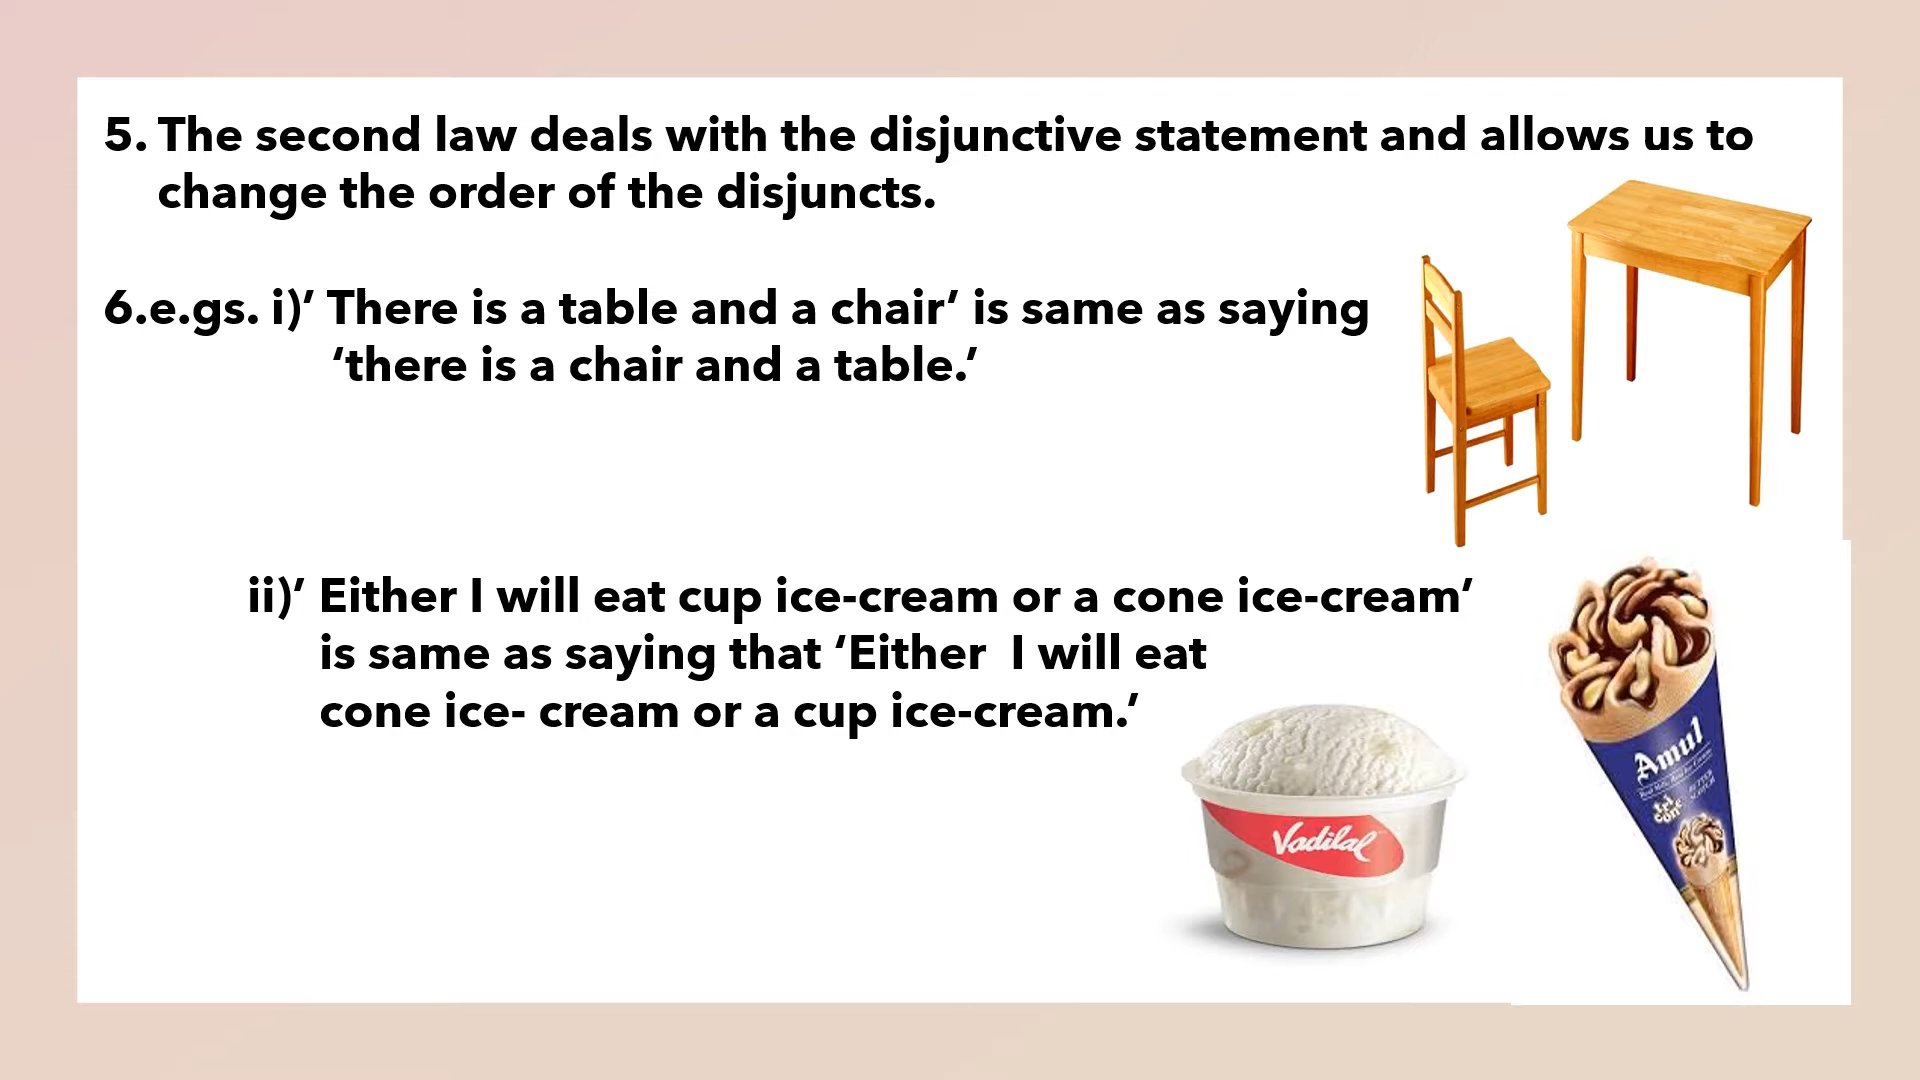 5. The second law deals with the disjunctive statement and allows us to
change the order of the disjuncts.
6.e.gs. i)’ There is a table and a chair’ is same as saying
‘there is a chair and a table.’
ii)’ Either I will eat cup ice-cream or a cone ice-cream’
is same as saying that ‘Either  I will eat
cone ice- cream or a cup ice-cream.’
Vadilal
Amul